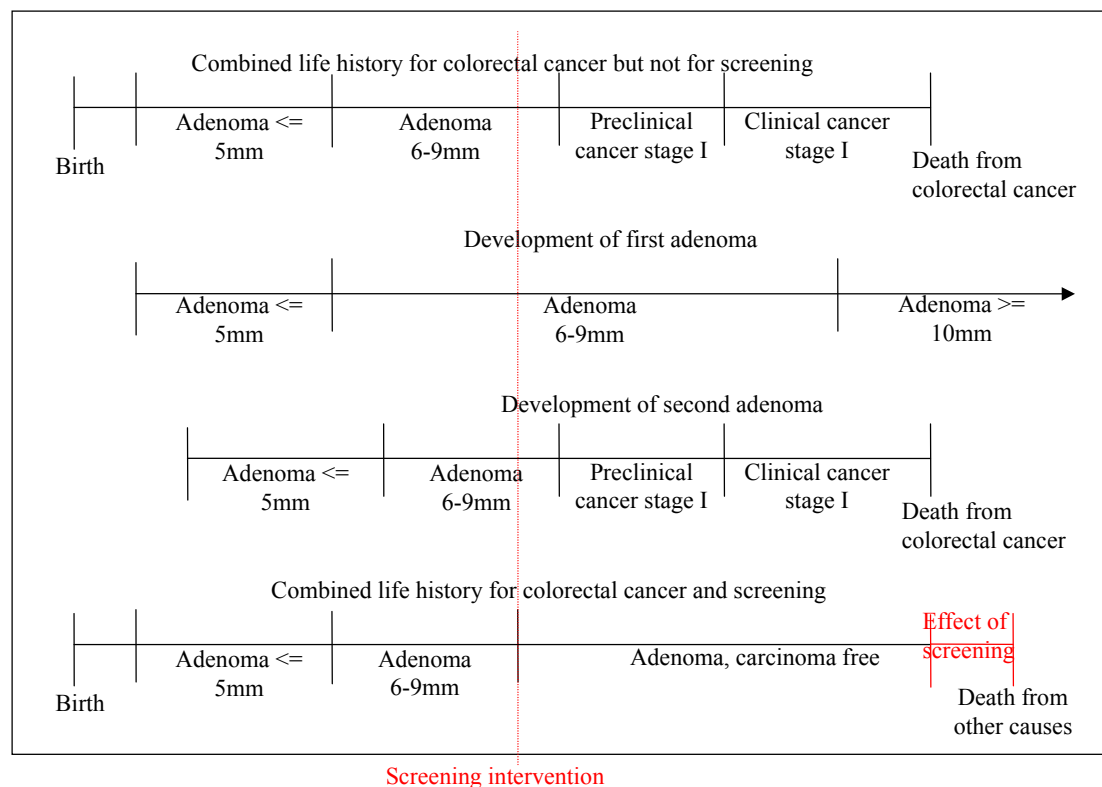 Combined life history for colorectal cancer but not for screening
Adenoma <=
5mm
Adenoma
6-9mm
Preclinical
cancer stage I
Clinical cancer
stage I
Birth
Death from
colorectal cancer
Development of first adenoma
Adenoma <=
5mm
Adenoma
6-9mm
Adenoma >=
10mm
Development of second adenoma
Adenoma <=
5mm
Adenoma
6-9mm
Preclinical
cancer stage I
Clinical cancer
stage I
Death from
colorectal cancer
Combined life history for colorectal cancer and screening
Effect of
screening
Adenoma <=
5mm
Adenoma
6-9mm
Adenoma, carcinoma free
Birth
Death from
other causes
Screening intervention